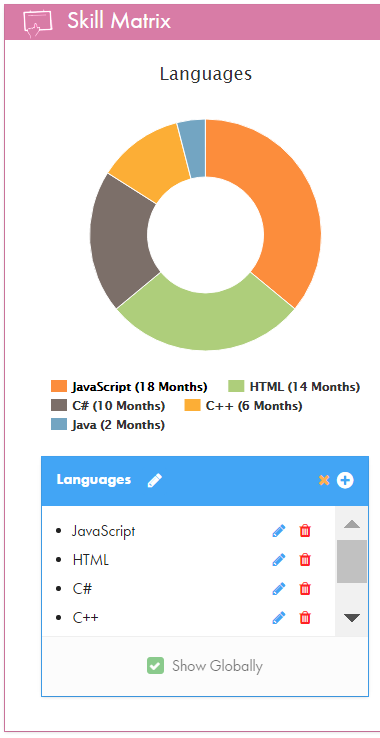 Skill Matrix
Languages
JavaScript (18 Months) HTML (14 Months)
C# (10 Months) C++ (6 Months)
Java (2 Months)
Languages
JavaScript
HTML
C#
C++
Show Globally